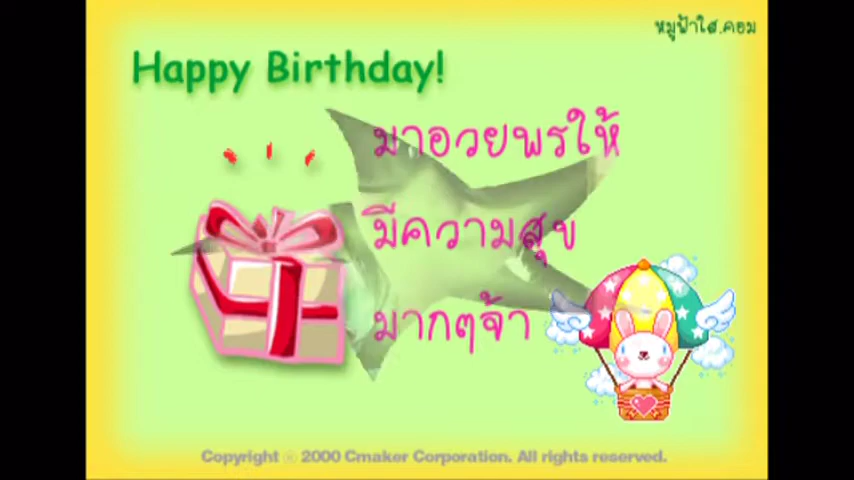 หมูฟ้าใส.คอม
Happy Birthday!
มาอวยพรให้
มีความสุข
มากๆจ้า
Copyright © 2000 Cmaker Corporation. All rights reserved.